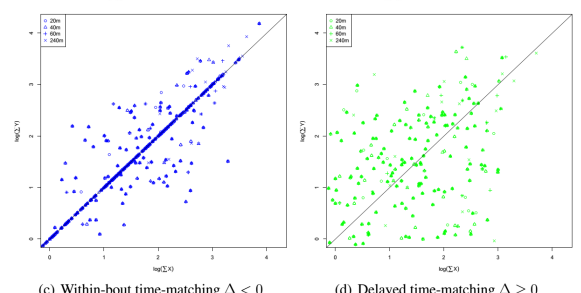 20m
40m
60m
240m
log(∑ Y)
4
3
2
1
0
0 1 2 3 4
log(∑ X)
(c) Within-bout time-matching Δ < 0
20m
40m
60m
240m
log(∑ Y)
4
3
2
1
0
0 1 2 3 4
log(∑ X)
(d) Delayed time-matching Δ ≥ 0